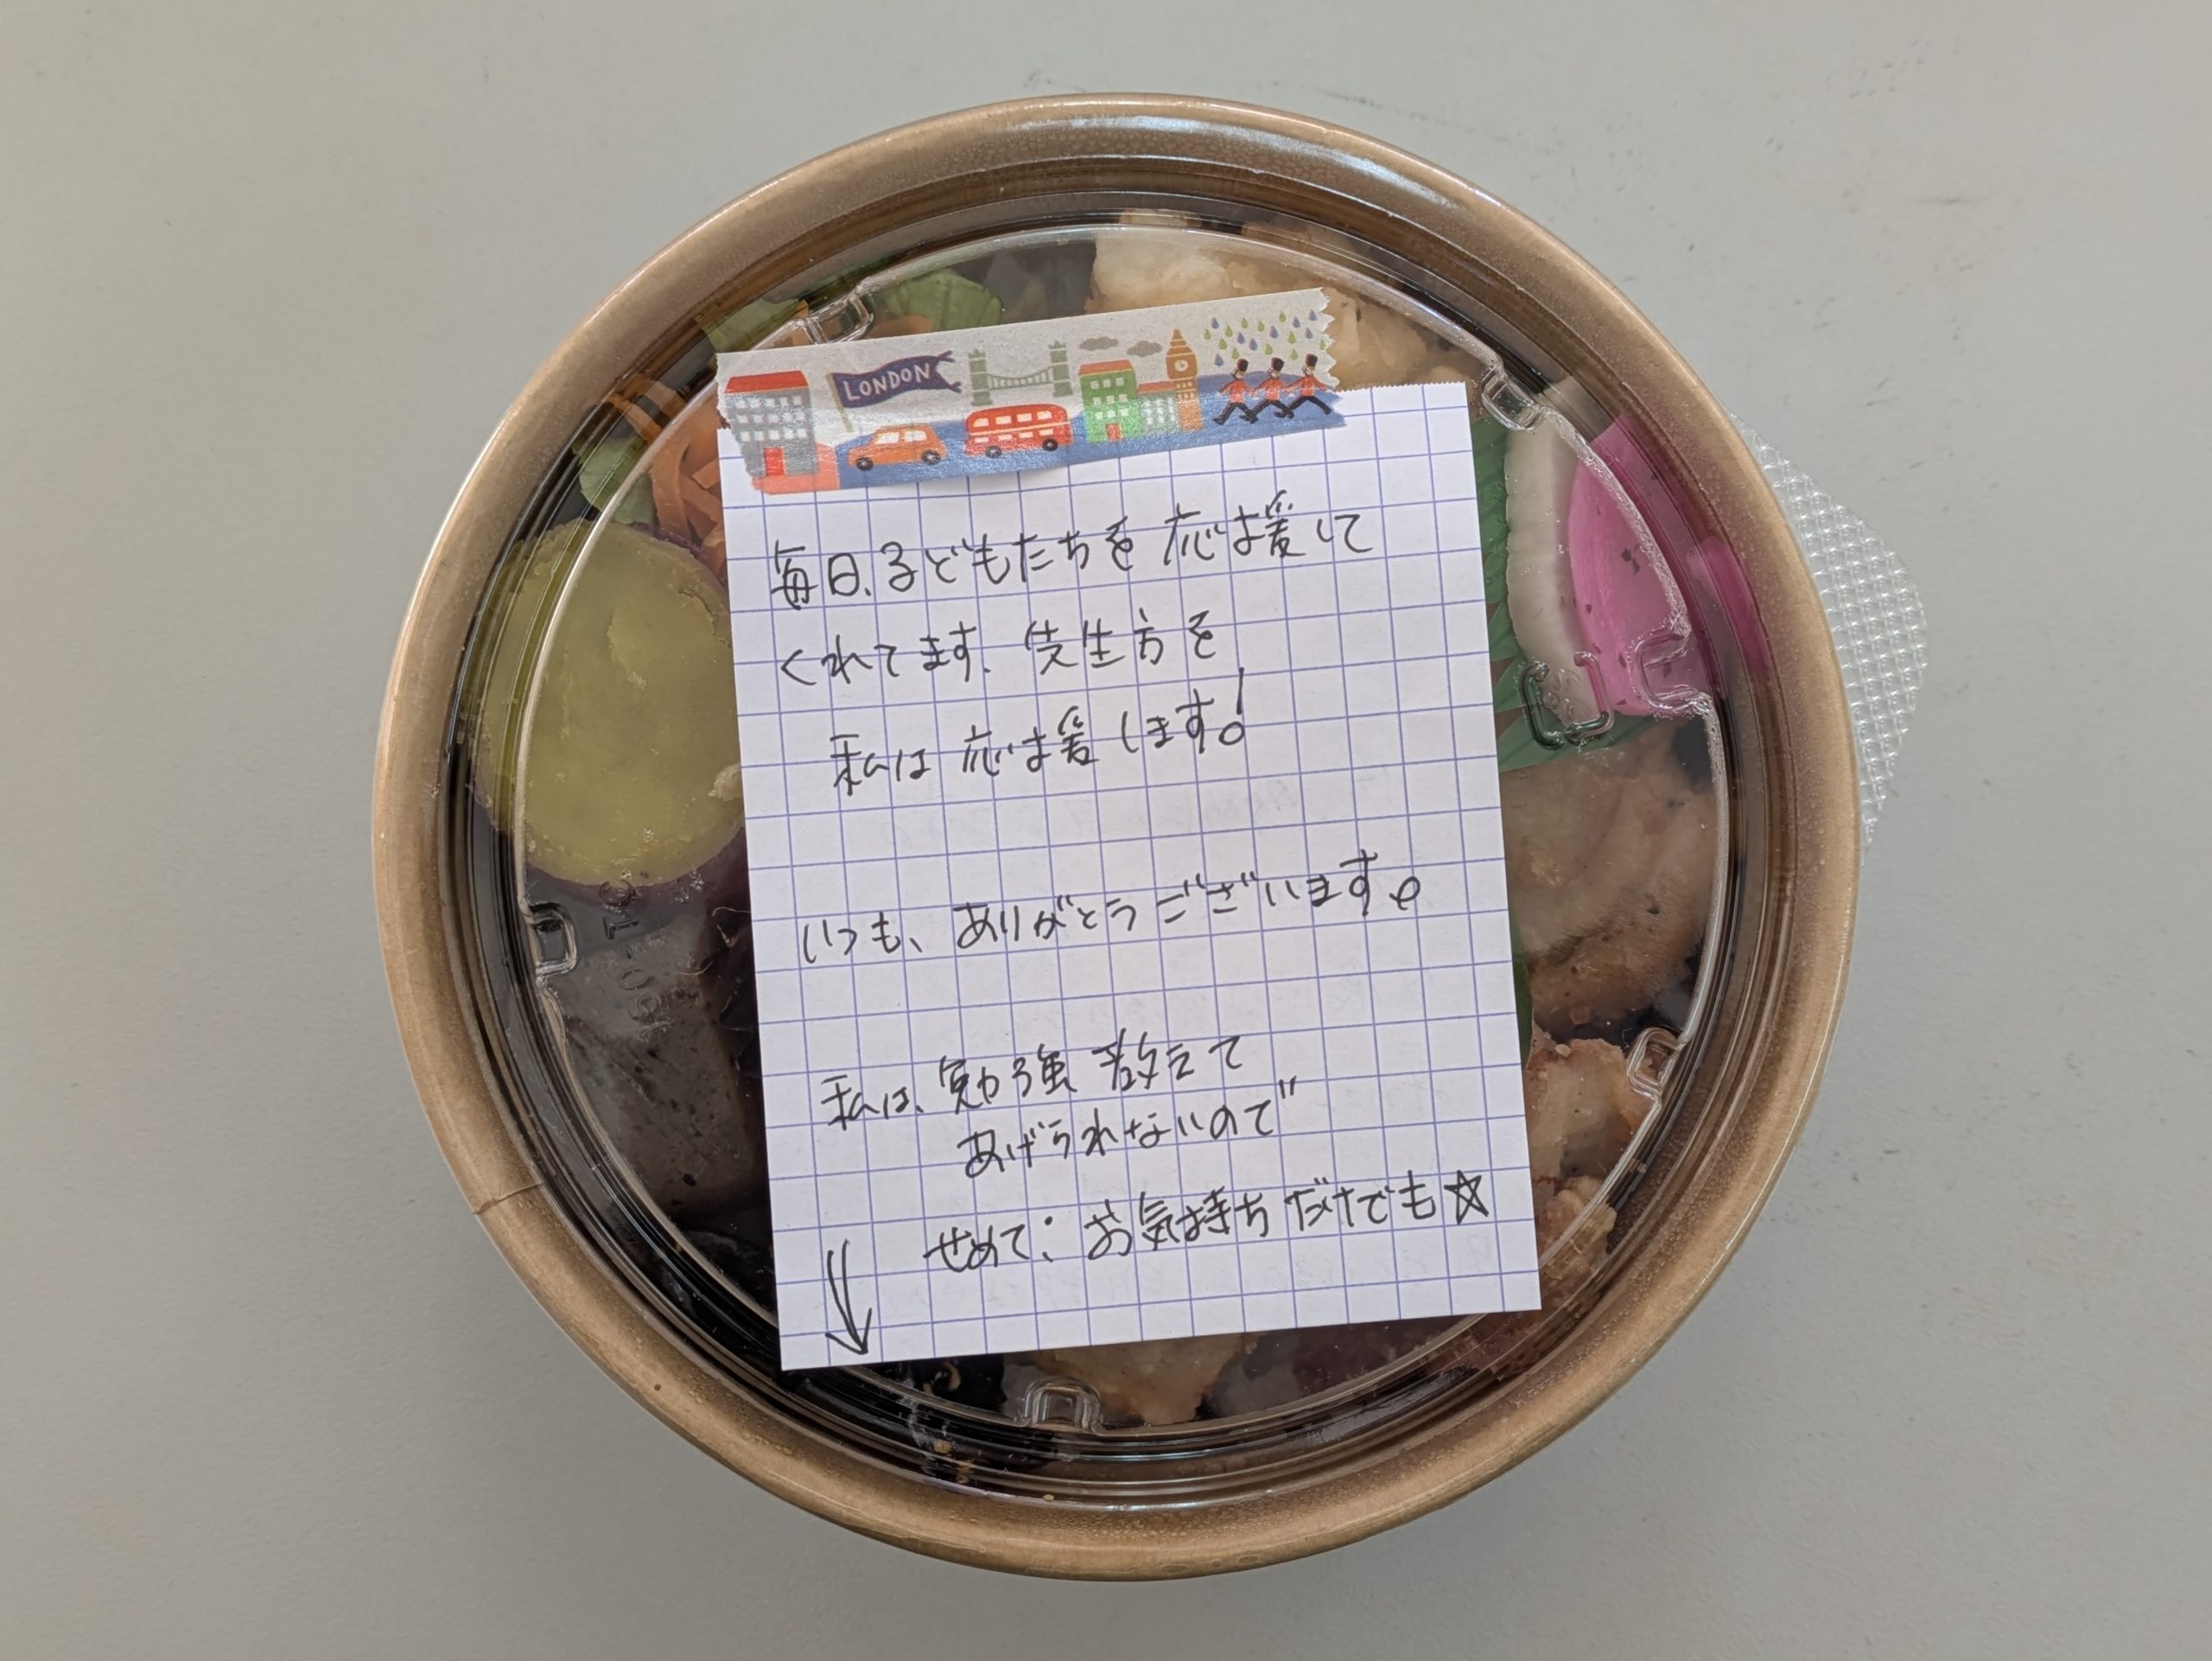 LONDON
毎日、子どもたちを応援して
くれてます、先生方を
私は応援します!
いつも、ありがとうございます。
私は、勉強教えて
あげられないので
せめて:お気持ちだけでも☆